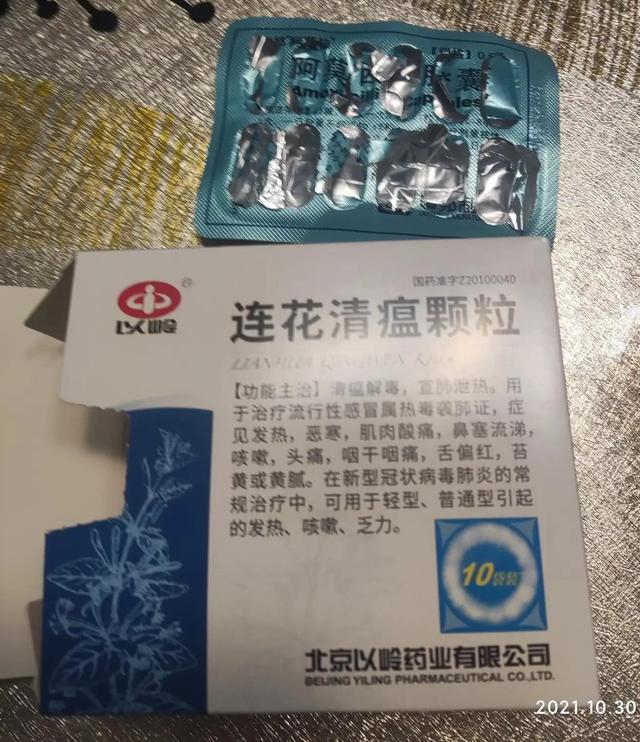 【规格】0.
阿莫
胶囊
国药准字Z20100040
以岭
®
连花清瘟颗粒
LIANHUA QINGWEN KELI
【功能主治】清瘟解毒，宣肺泄热。用
于治疗流行性感冒属热毒袭肺证，症
见发热，恶寒，肌肉酸痛，鼻塞流涕，
咳嗽，头痛，咽干咽痛，舌偏红，苔
黄或黄腻。在新型冠状病毒肺炎的常
规治疗中，可用于轻型、普通型引起
的发热、咳嗽、乏力。
10袋装
北京以岭药业有限公司
BEIJING YILING PHARMACEUTICAL CO.,LTD.
2021.10.30